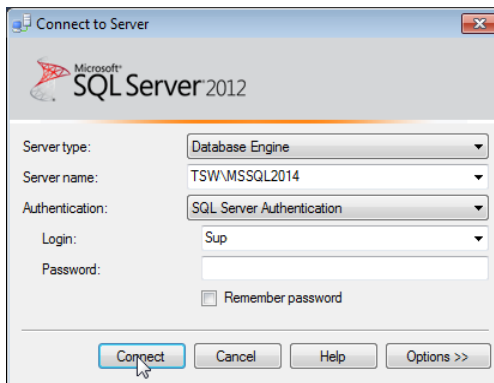 Connect to Server
Microsoft®
SQL Server 2012
Server type: Database Engine
Server name: TSW\MSSQL2014
Authentication: SQL Server Authentication
Login: Sup
Password:
Remember password
Connect Cancel Help Options >>